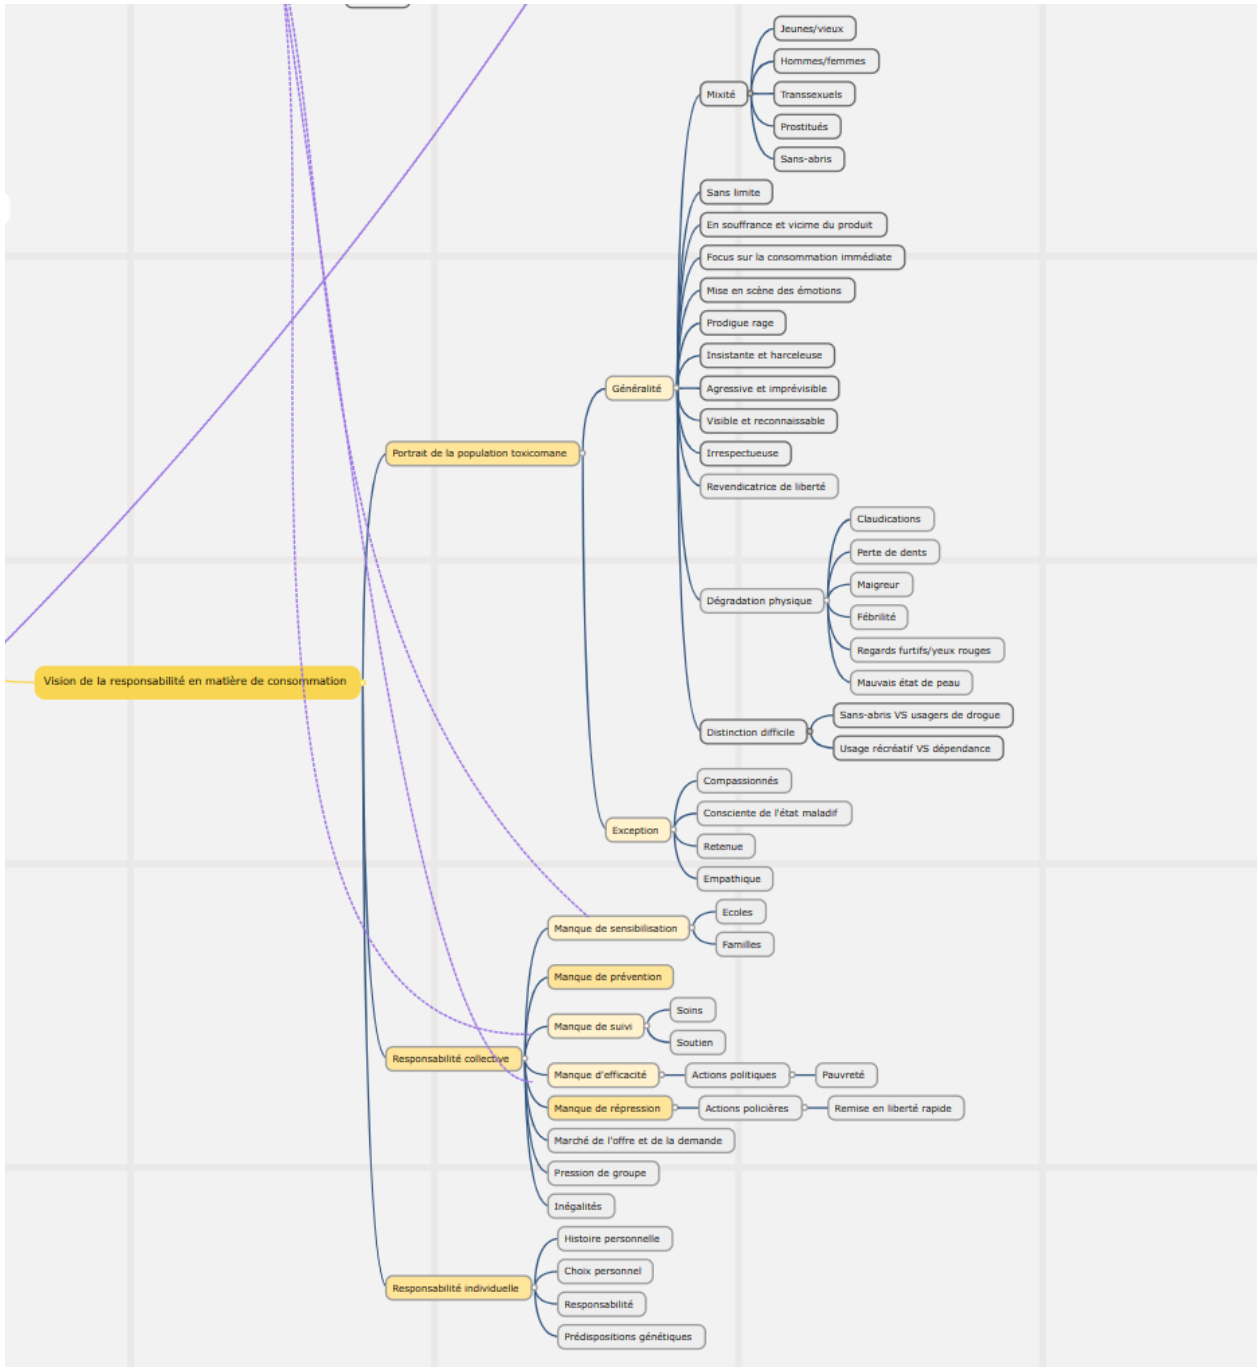 Jeunes/vieux
Hommes/femmes
Mixité
Transsexuels
Prostitués
Sans-abris
Sans limite
En souffrance et vicime du produit
Focus sur la consommation immédiate
Mise en scène des émotions
Prodigue rage
Insistante et harceleuse
Généralité
Agressive et imprévisible
Visible et reconnaissable
Portrait de la population toxicomane
Irrespectueuse
Revendicatrice de liberté
Claudications
Perte de dents
Maigreur
Dégradation physique
Fébrilité
Regards furtifs/yeux rouges
Vision de la responsabilité en matière de consommation
Mauvais état de peau
Sans-abris VS usagers de drogue
Distinction difficile
Usage récréatif VS dépendance
Compassionnés
Consciente de l'état maladif
Exception
Retenue
Empathique
Ecoles
Manque de sensibilisation
Familles
Manque de prévention
Soins
Manque de suivi
Soutien
Responsabilité collective
Manque d'efficacité
Actions politiques
Pauvreté
Manque de répression
Actions policières
Remise en liberté rapide
Marché de l'offre et de la demande
Pression de groupe
Inégalités
Histoire personnelle
Choix personnel
Responsabilité individuelle
Responsabilité
Prédispositions génétiques